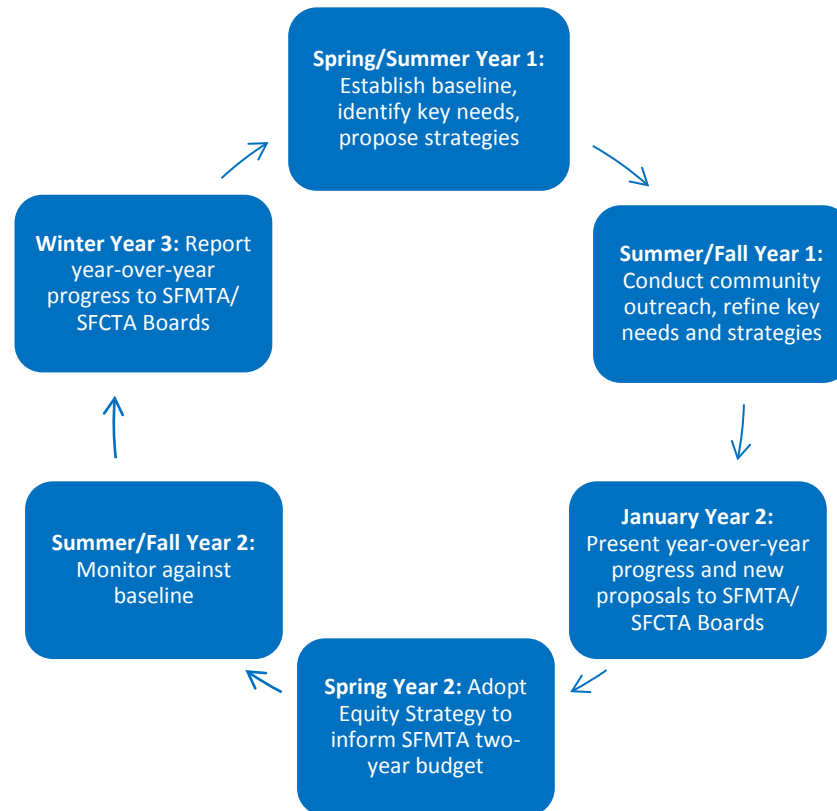 Spring/Summer Year 1:
Establish baseline,
identify key needs,
propose strategies
Summer/Fall Year 1:
Conduct community
outreach, refine key
needs and strategies
January Year 2:
Present year-over-year
progress and new
proposals to SFMTA/
SFCTA Boards
Spring Year 2: Adopt
Equity Strategy to
inform SFMTA two-
year budget
Summer/Fall Year 2:
Monitor against
baseline
Winter Year 3: Report
year-over-year
progress to SFMTA/
SFCTA Boards